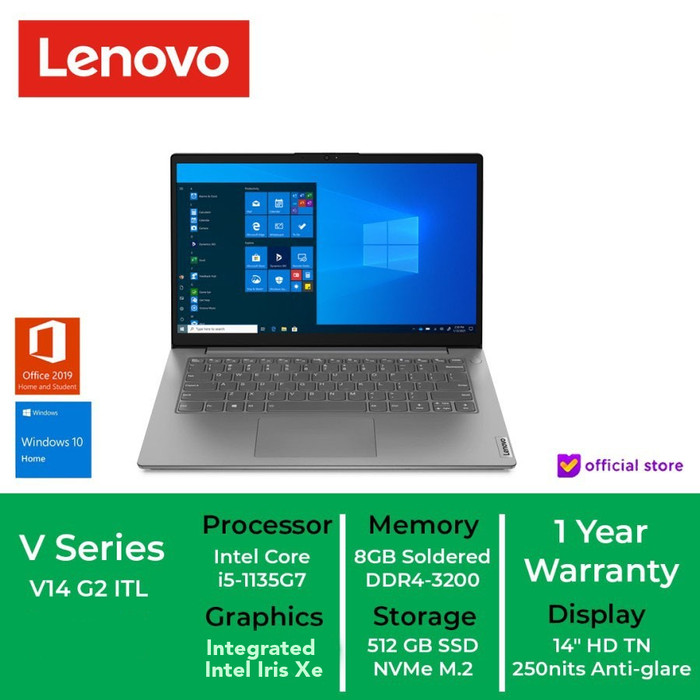 Lenovo
Office 2019
Home and Student
Windows
Windows 10
Home
Lenovo
official store
V Series
V14 G2 ITL
Processor
Intel Core
i5-1135G7
Graphics
Integrated
Intel Iris Xe
Memory
8GB Soldered
DDR4-3200
Storage
512 GB SSD
NVMe M.2
1 Year
Warranty
Display
14" HD TN
250nits Anti-glare